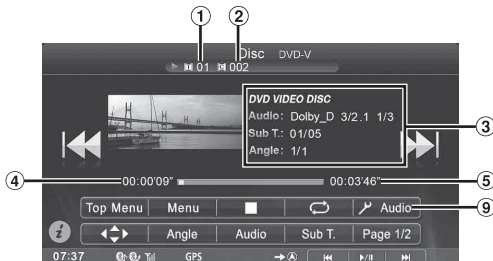 1 2
Disc DVD-V
01 002
DVD VIDEO DISC
Audio: Dolby_D 3/2.1 1/3
Sub T.: 01/05
Angle: 1/1
3
4 00:00'09" 00:03'46" 5
Top Menu Menu Audio 9
i Angle Audio Sub T. Page 1/2
07:37 GPS A